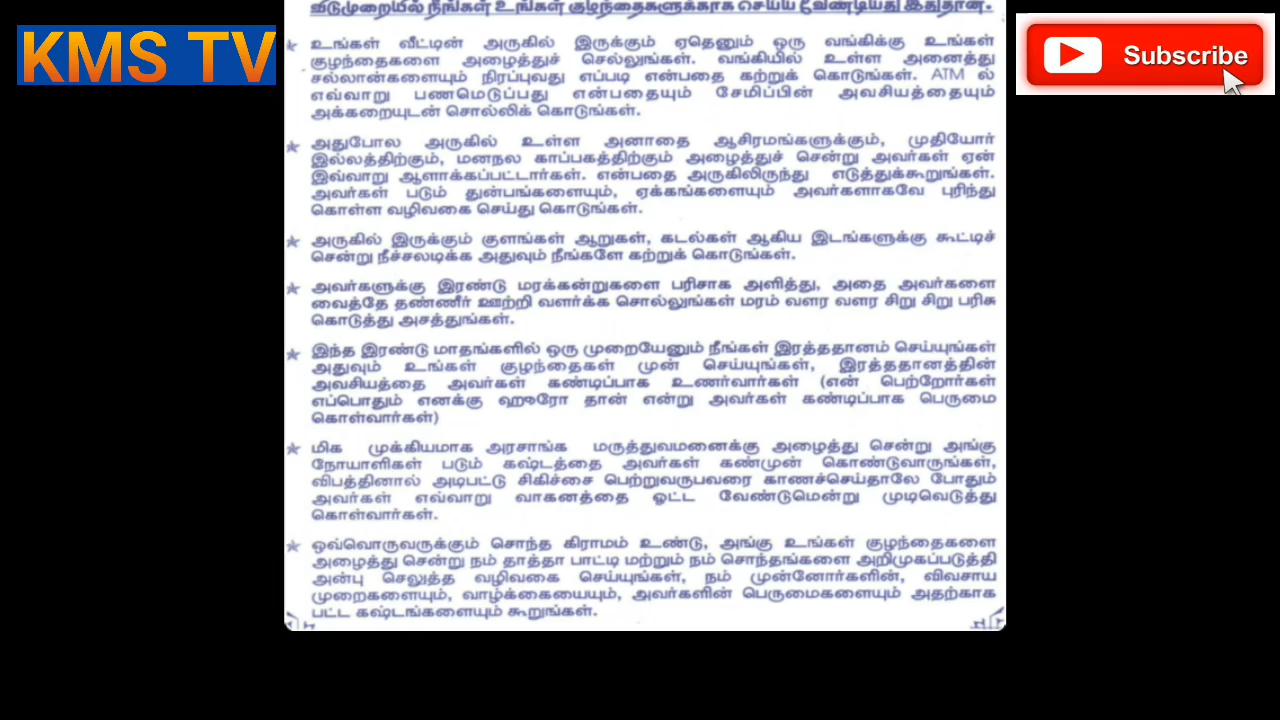 KMS TV
Subscribe
விடுமுறையில் நீங்கள் உங்கள் குழந்தைகளுக்காக செய்ய வேண்டியது இதுதான்.
உங்கள் வீட்டின் அருகில் இருக்கும் ஏதெனும் ஒரு வங்கிக்கு உங்கள்
குழந்தைகளை அழைத்துச் செல்லுங்கள். வங்கியில் உள்ள அனைத்து
சல்லான்களையும் நிரப்புவது எப்படி என்பதை கற்றுக் கொடுங்கள். ATM ல்
எவ்வாறு பணமெடுப்பது என்பதையும் சேமிப்பின் அவசியத்தையும்
அக்கறையுடன் சொல்லிக் கொடுங்கள்.
அதுபோல அருகில் உள்ள அனாதை ஆசிரமங்களுக்கும், முதியோர்
இல்லத்திற்கும், மனநல காப்பகத்திற்கும் அழைத்துச் சென்று அவர்கள் ஏன்
இவ்வாறு ஆளாக்கப்பட்டார்கள். என்பதை அருகிலிருந்து எடுத்துக்கூறுங்கள்.
அவர்கள் படும் துன்பங்களையும், ஏக்கங்களையும் அவர்களாகவே புரிந்து
கொள்ள வழிவகை செய்து கொடுங்கள்.
அருகில் இருக்கும் குளங்கள் ஆறுகள், கடல்கள் ஆகிய இடங்களுக்கு கூட்டிச்
சென்று நீச்சலடிக்க அதுவும் நீங்களே கற்றுக் கொடுங்கள்.
அவர்களுக்கு இரண்டு மரக்கன்றுகளை பரிசாக அளித்து, அதை அவர்களை
வைத்தே தண்ணீர் ஊற்றி வளர்க்க சொல்லுங்கள் மரம் வளர வளர சிறு சிறு பரிசு
கொடுத்து அசத்துங்கள்.
இந்த இரண்டு மாதங்களில் ஒரு முறையேனும் நீங்கள் இரத்ததானம் செய்யுங்கள்
அதுவும் உங்கள் குழந்தைகள் முன் செய்யுங்கள், இரத்ததானத்தின்
அவசியத்தை அவர்கள் கண்டிப்பாக உணர்வார்கள் (என் பெற்றோர்கள்
எப்பொதும் எனக்கு ஹுரோ தான் என்று அவர்கள் கண்டிப்பாக பெருமை
கொள்வார்கள்)
மிக முக்கியமாக அரசாங்க மருத்துவமனைக்கு அழைத்து சென்று அங்கு
நோயாளிகள் படும் கஷ்டத்தை அவர்கள் கண்முன் கொண்டுவாருங்கள்,
விபத்தினால் அடிபட்டு சிகிச்சை பெற்றுவருபவரை காணச்செய்தாலே போதும்
அவர்கள் எவ்வாறு வாகனத்தை ஓட்ட வேண்டுமென்று முடிவெடுத்து
கொள்வார்கள்.
ஒவ்வொருவருக்கும் சொந்த கிராமம் உண்டு, அங்கு உங்கள் குழந்தைகளை
அழைத்து சென்று நம் தாத்தா பாட்டி மற்றும் நம் சொந்தங்களை அறிமுகப்படுத்தி
அன்பு செலுத்த வழிவகை செய்யுங்கள், நம் முன்னோர்களின், விவசாய
முறைகளையும், வாழ்க்கையையும், அவர்களின் பெருமைகளையும் அதற்காக
பட்ட கஷ்டங்களையும் கூறுங்கள்.